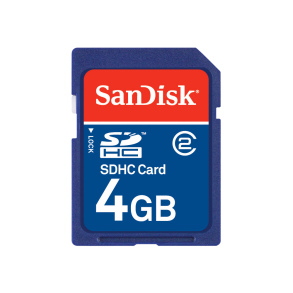 SanDisk®
◄ LOCK
SD HC
2
SDHC Card
4GB